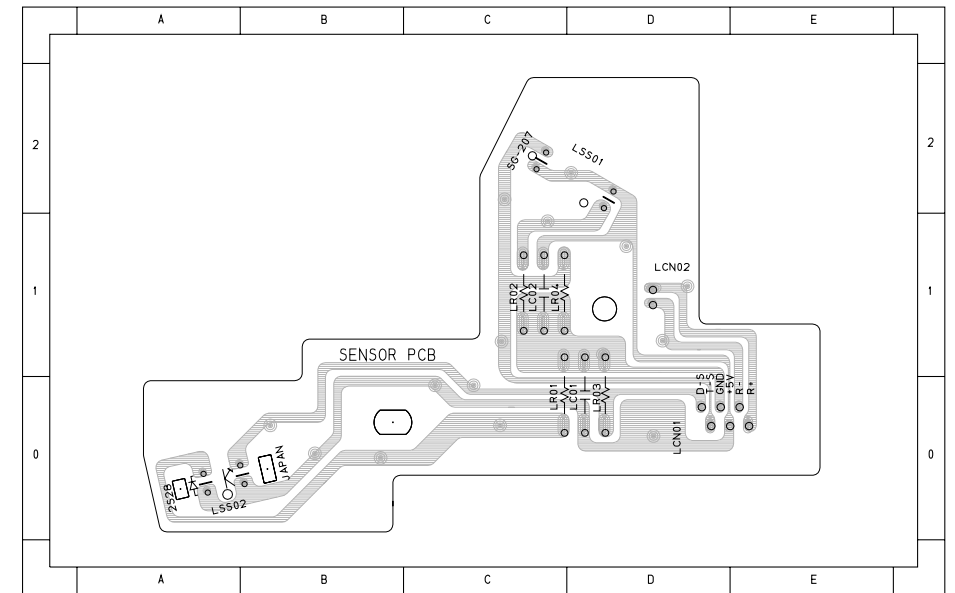 A B C D E
2 2
SG-207
LSS01
1 1
LCN02
LR02
LC02
LR04
SENSOR PCB
D-S
T-S
GND
+5V
R-
R+
LR01
LC01
LR03
LCN01
0 0
2S28
LSS02
JAPAN
A B C D E